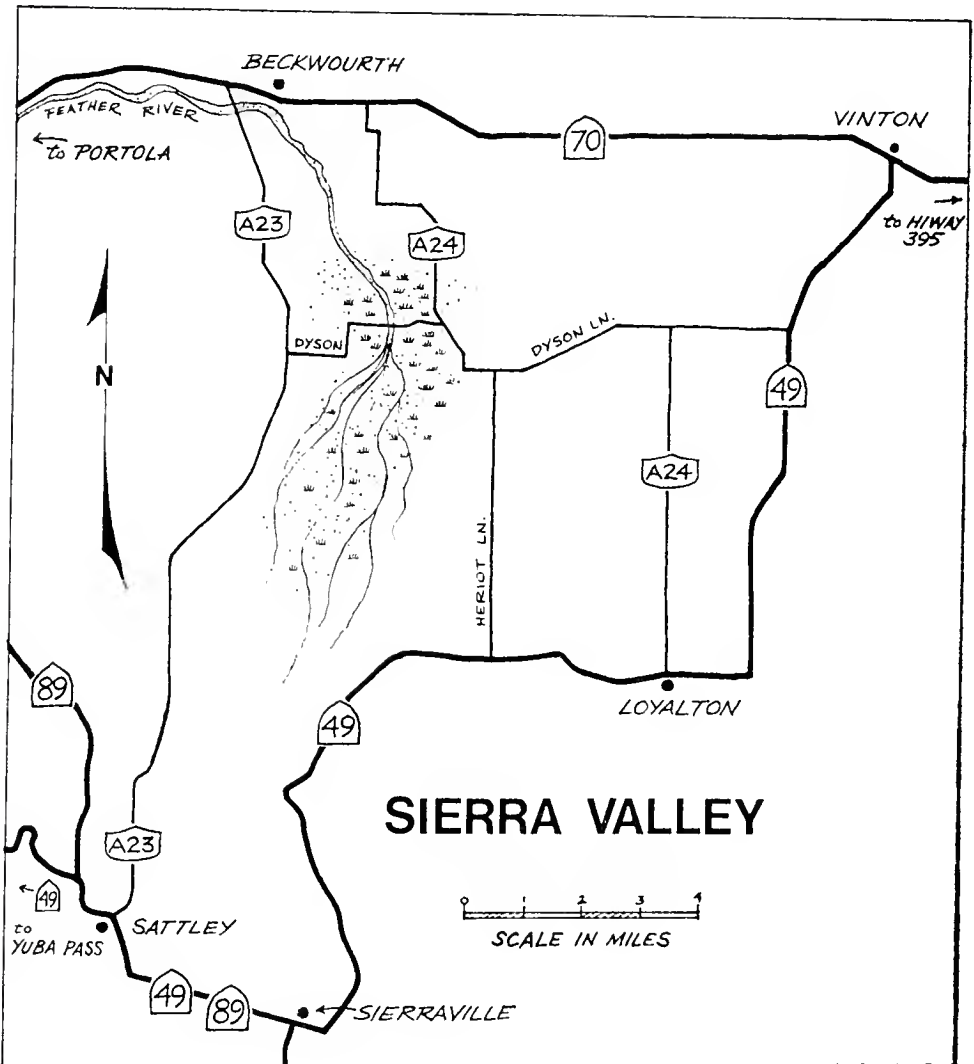 BECKWOURTH
FEATHER RIVER
to PORTOLA
VINTON
70
to HIWAY
395
A23
A24
DYSON
DYSON LN.
N
49
A24
HERIOT LN.
89
49
LOYALTON
SIERRA VALLEY
A23
0 1 2 3 4
SCALE IN MILES
49
to
YUBA PASS
SATTLEY
49
89
SIERRAVILLE